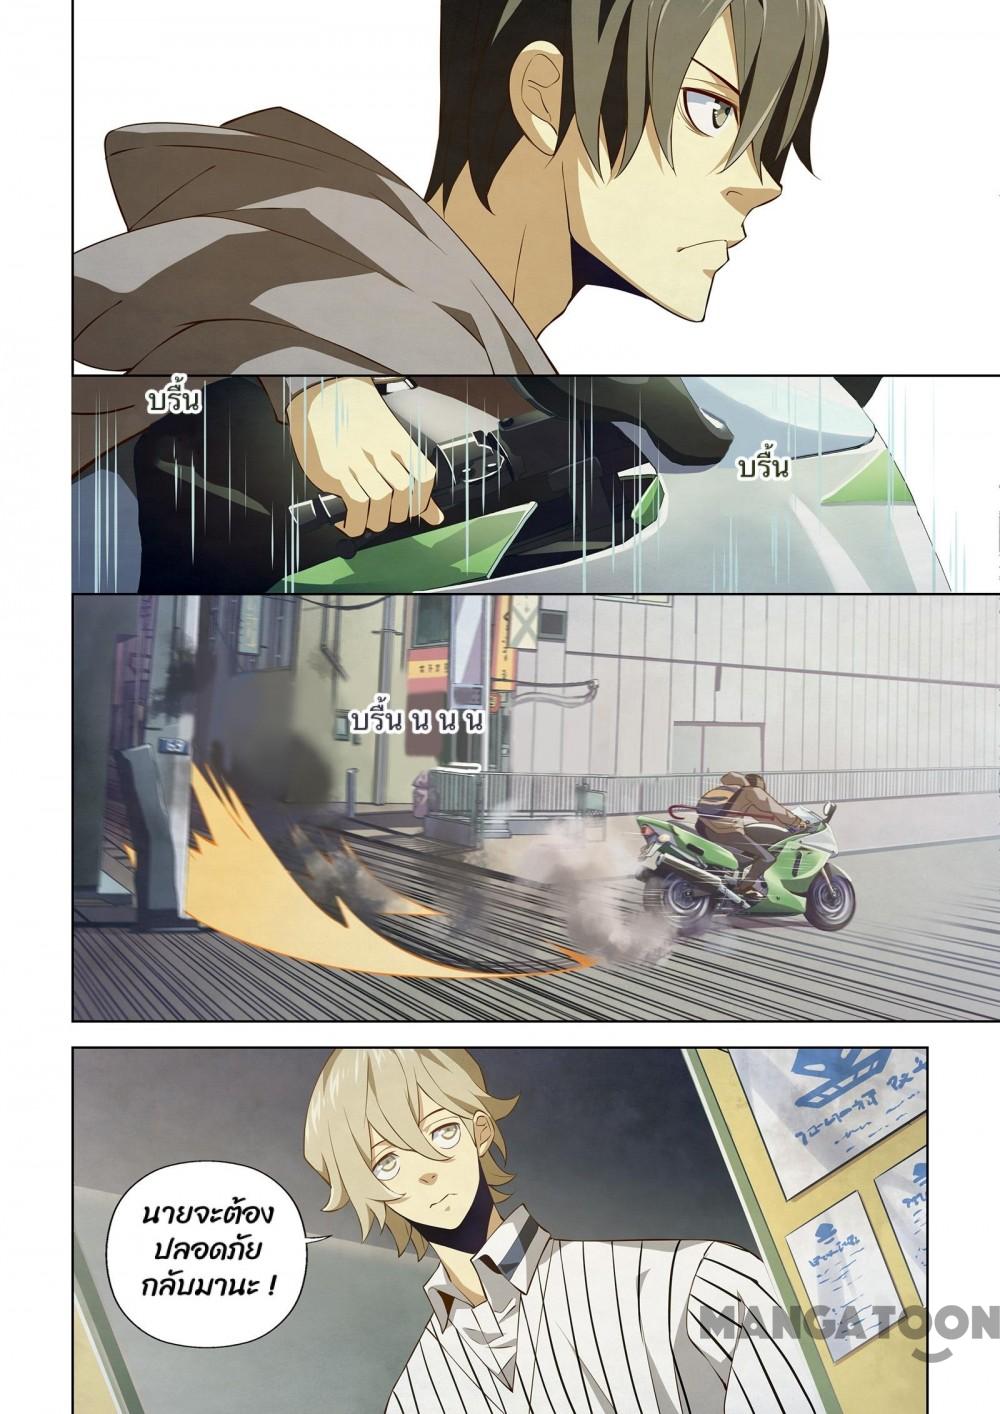 บรื้น
บรื้น
บรื้น น น น
53
นายจะต้อง
ปลอดภัย
กลับมานะ !
MANGATOON